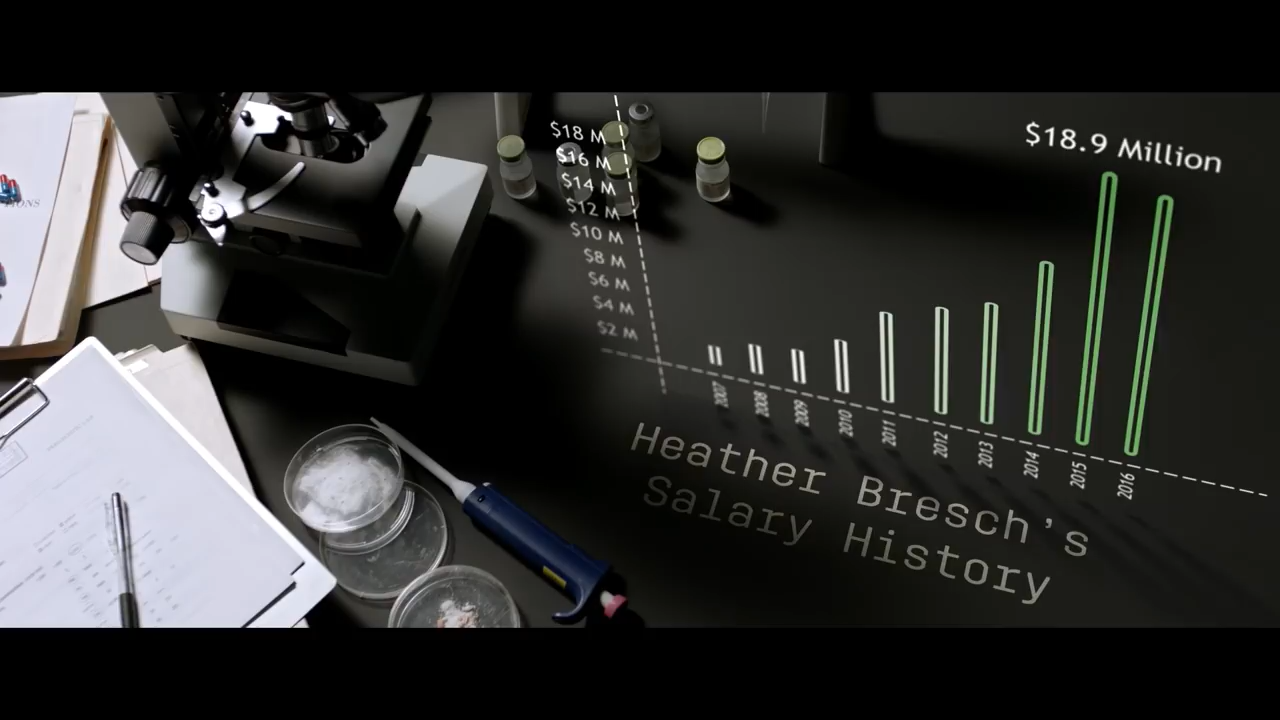 IONS
$18.9 Million
$18 M
$16 M
$14 M
$12 M
$10 M
$8 M
$6 M
$4 M
$2 M
2007
2008
2009
2010
2011
2012
2013
2014
2015
2016
Heather Bresch's
Salary History